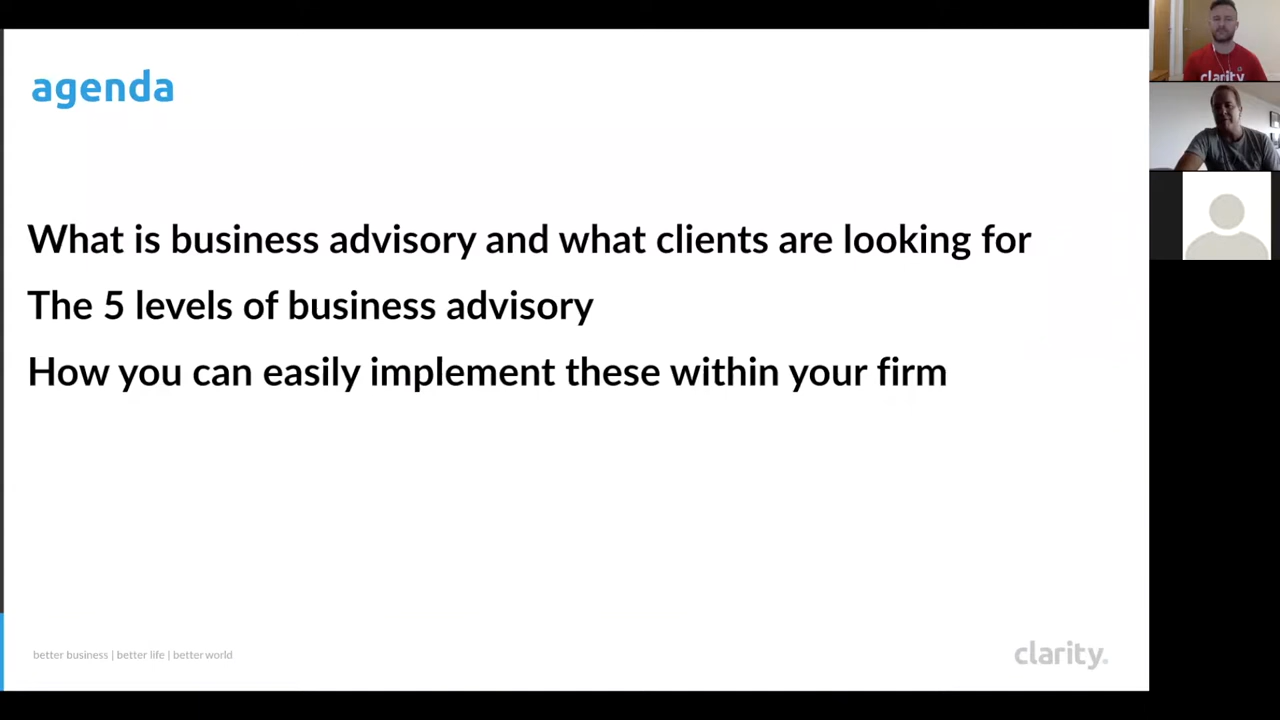 agenda
What is business advisory and what clients are looking for
The 5 levels of business advisory
How you can easily implement these within your firm
better business | better life | better world
clarity.
clarity